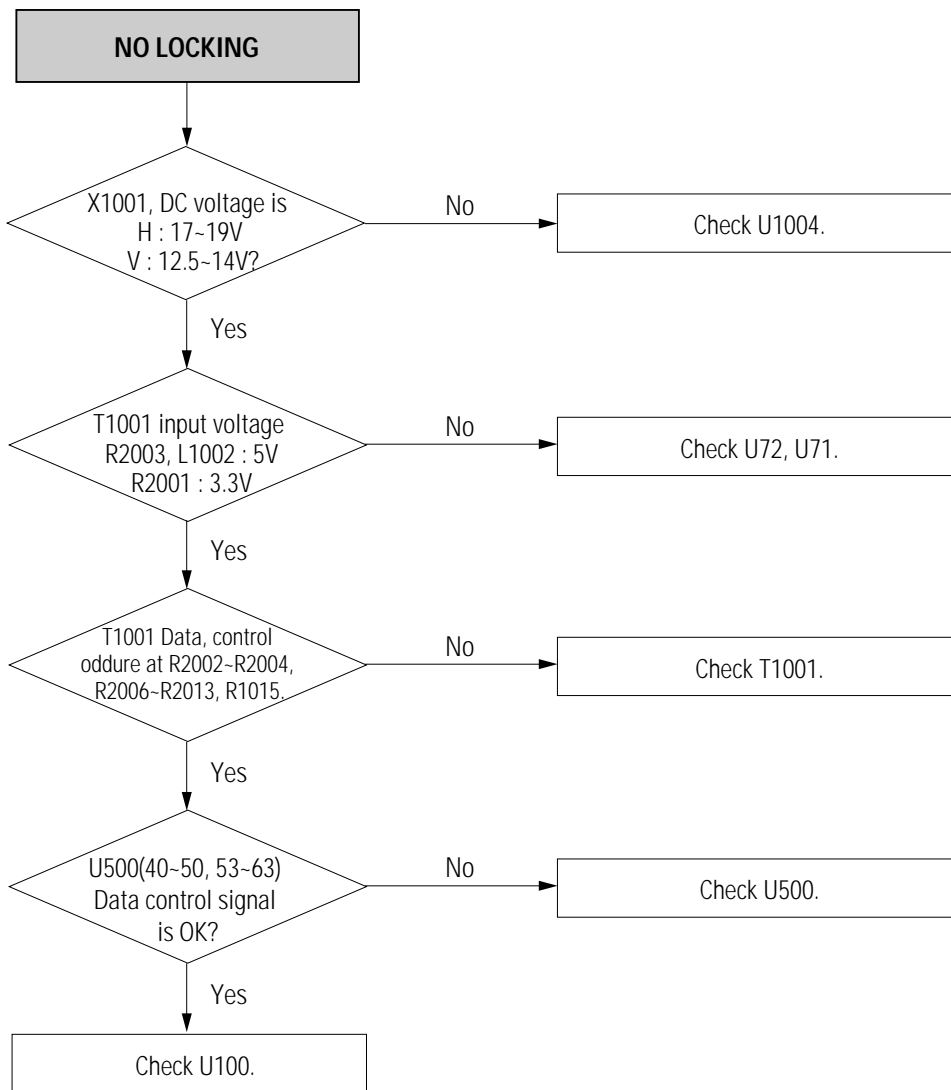 NO LOCKING
X1001, DC voltage is
H : 17~19V
V : 12.5~14V?
No
Check U1004.
Yes
T1001 input voltage
R2003, L1002 : 5V
R2001 : 3.3V
No
Check U72, U71.
Yes
T1001 Data, control
oddure at R2002~R2004,
R2006~R2013, R1015.
No
Check T1001.
Yes
U500(40~50, 53~63)
Data control signal
is OK?
No
Check U500.
Yes
Check U100.